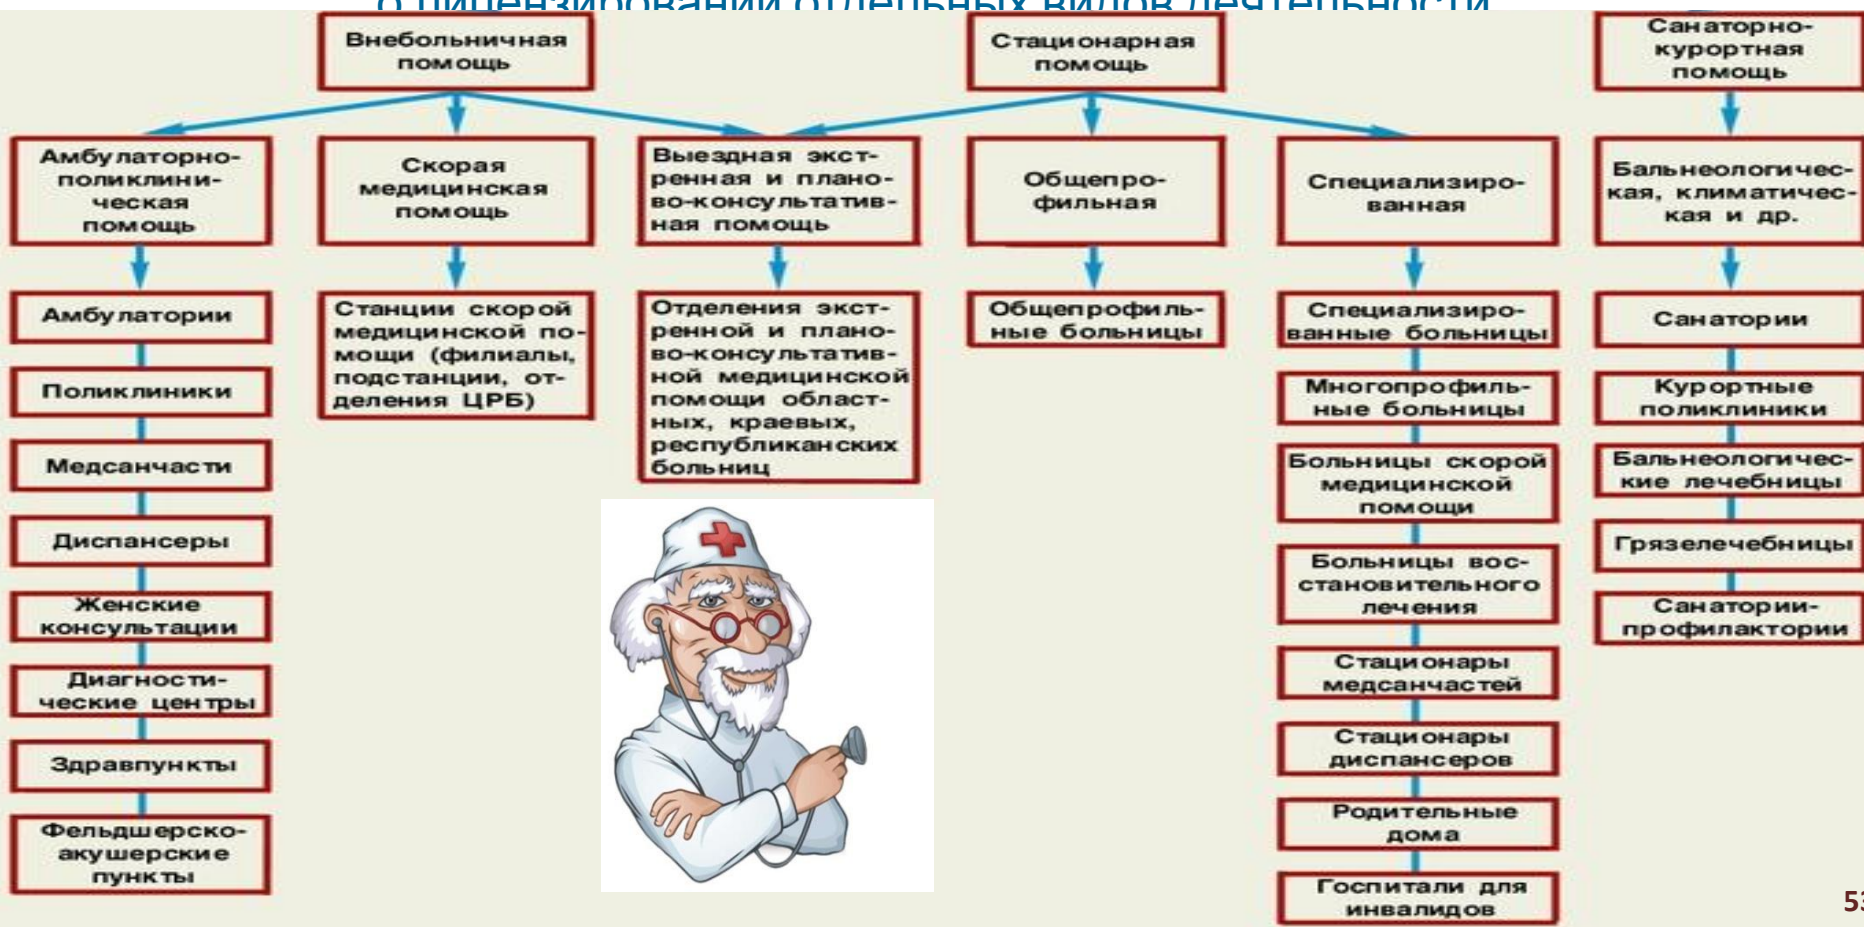 о лицензировании отдельных видов деятельности
Внебольничная
помощь
Стационарная
помощь
Санаторно-
курортная
помощь
Амбулаторно-
поликлини-
ческая
помощь
Скорая
медицинская
помощь
Выездная экст-
ренная и плано-
во-консультатив-
ная помощь
Общепро-
фильная
Специализиро-
ванная
Бальнеологичес-
кая, климатичес-
кая и др.
Амбулатории
Поликлиники
Медсанчасти
Диспансеры
Женские
консультации
Диагности-
ческие центры
Здравпункты
Фельдшерско-
акушерские
пункты
Станции скорой
медицинской по-
мощи (филиалы,
подстанции, от-
деления ЦРБ)
Отделения экст-
ренной и плано-
во-консультатив-
ной медицинской
помощи област-
ных, краевых,
республиканских
больниц
Общепрофиль-
ные больницы
Специализиро-
ванные больницы
Многопрофиль-
ные больницы
Больницы скорой
медицинской
помощи
Больницы вос-
становительного
лечения
Стационары
медсанчастей
Стационары
диспансеров
Родительные
дома
Госпитали для
инвалидов
Санатории
Курортные
поликлиники
Бальнеологичес-
кие лечебницы
Грязелечебницы
Санатории-
профилактории
53